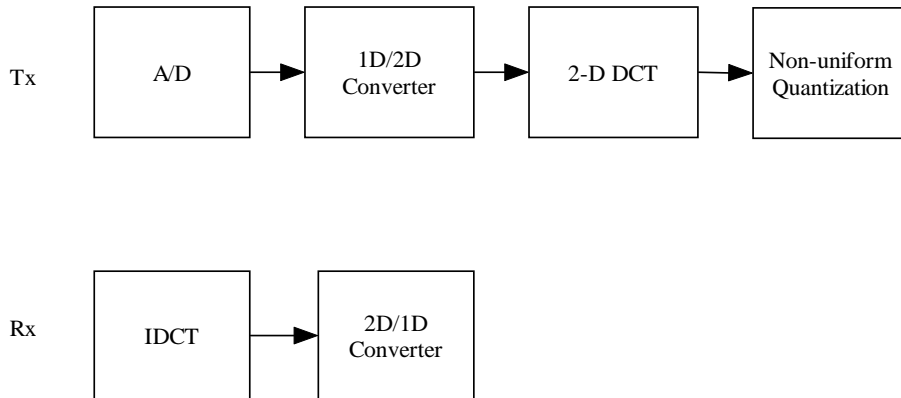 Tx
A/D
1D/2D
Converter
2-D DCT
Non-uniform
Quantization
Rx
IDCT
2D/1D
Converter